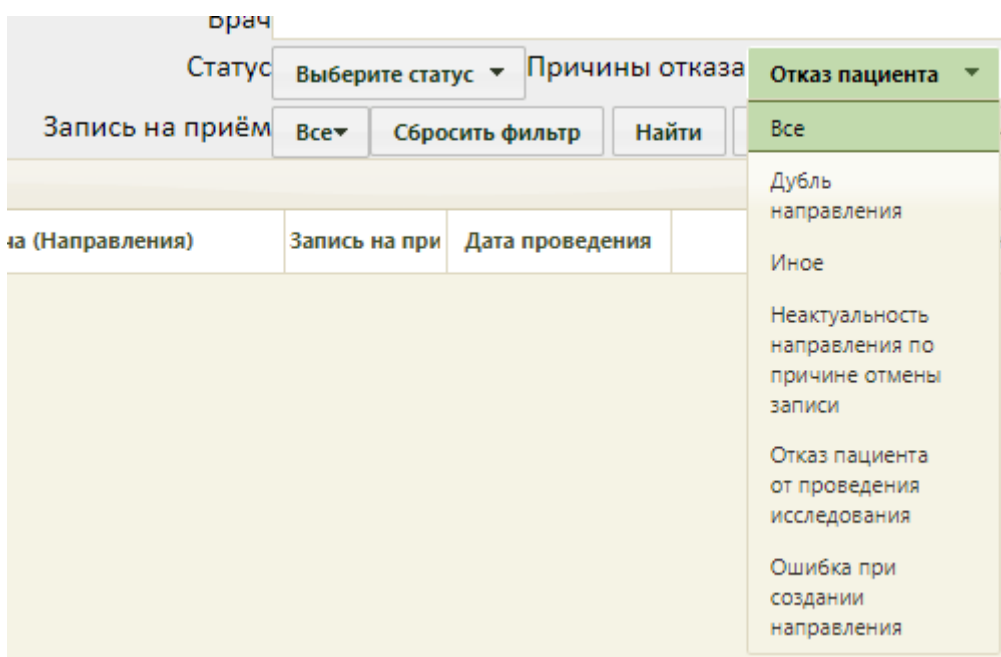 Врач
Статус Выберите статус Причины отказа Отказ пациента
Запись на приём Все Сбросить фильтр Найти
Все
Дубль
направления
ча (Направления) Запись на при Дата проведения
Иное
Неактуальность
направления по
причине отмены
записи
Отказ пациента
от проведения
исследования
Ошибка при
создании
направления